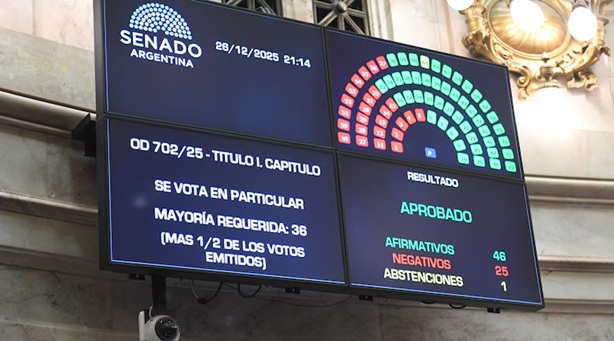 SENADO
ARGENTINA
26/12/2025 21:14
OD 702/25 - TITULO I. CAPITULO
SE VOTA EN PARTICULAR
MAYORÍA REQUERIDA: 36
(MAS 1/2 DE LOS VOTOS
EMITIDOS)
RESULTADO
APROBADO
AFIRMATIVOS 46
NEGATIVOS 25
ABSTENCIONES 1